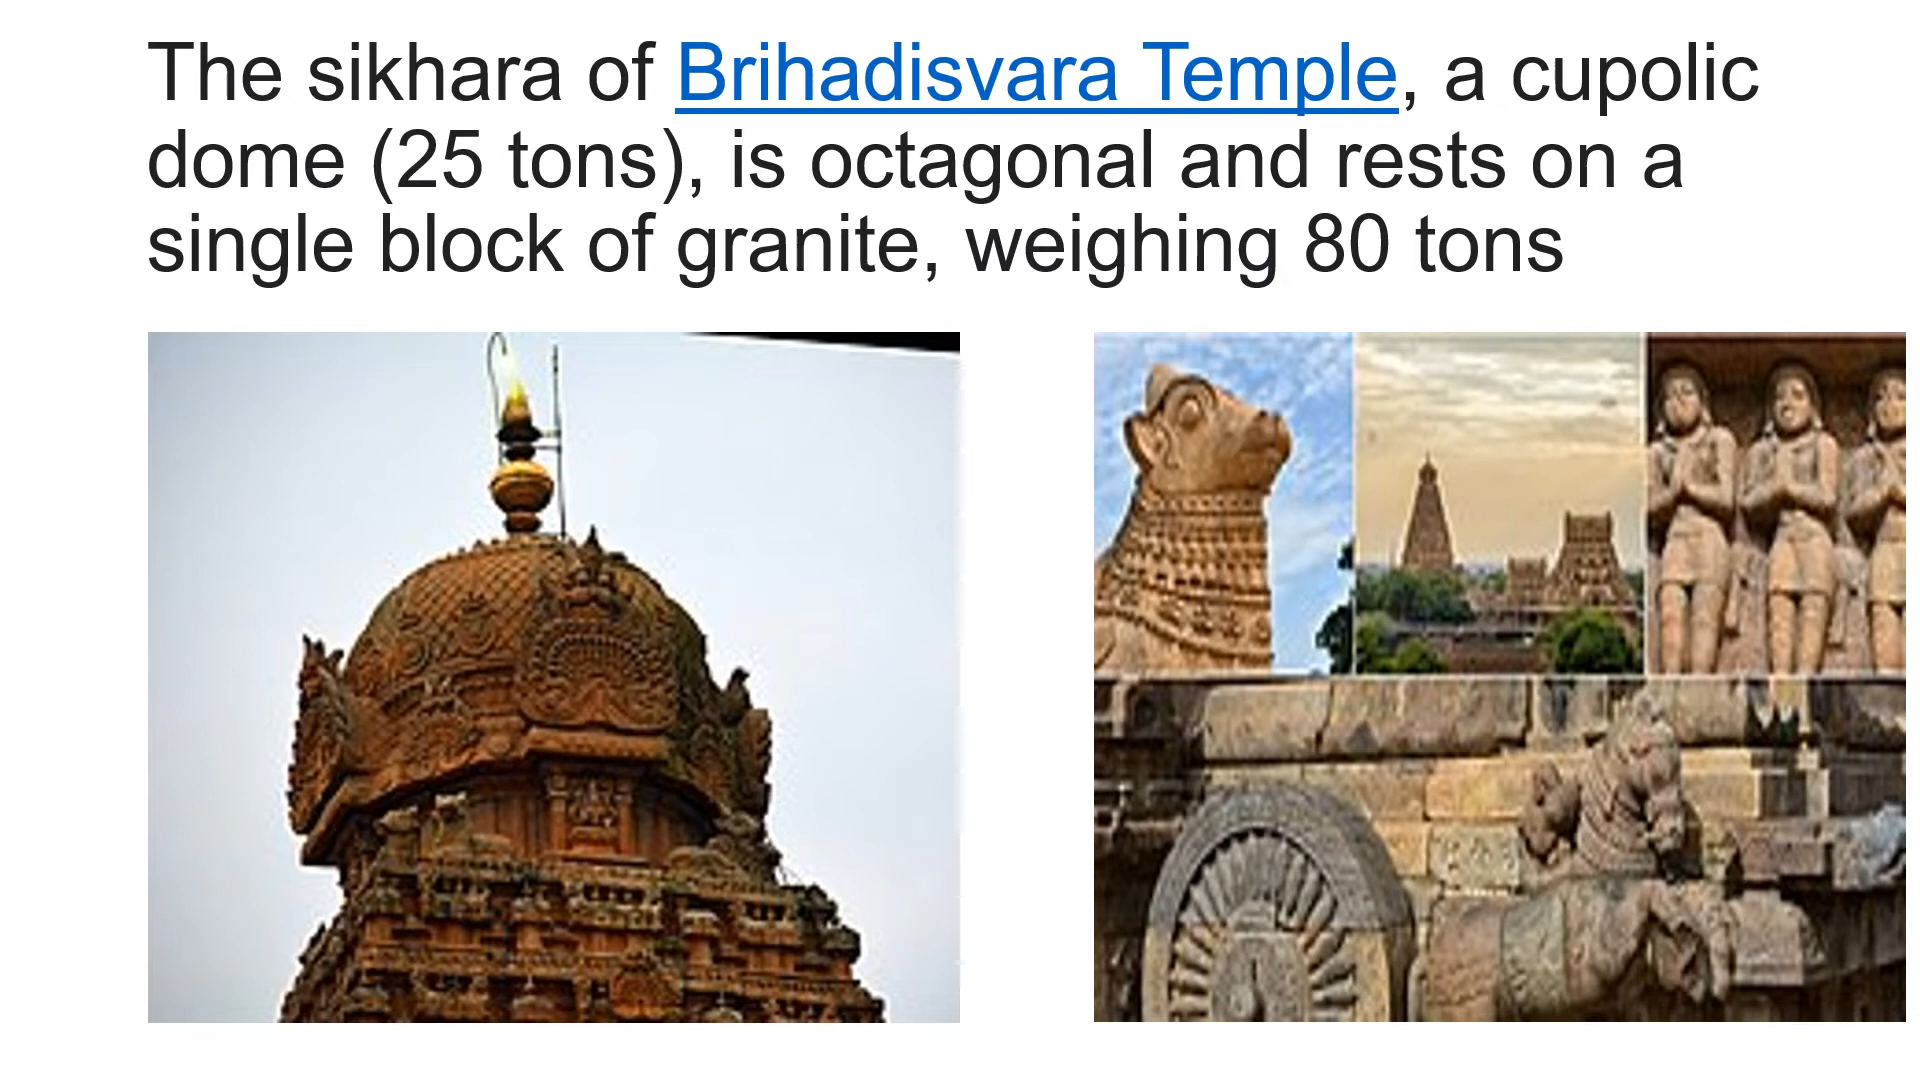 The sikhara of Brihadisvara Temple, a cupolic
dome (25 tons), is octagonal and rests on a
single block of granite, weighing 80 tons